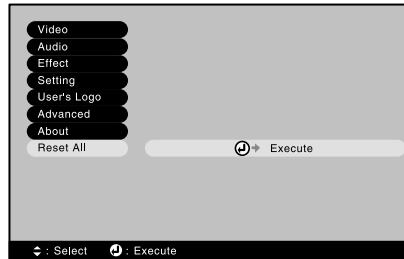 Video
Audio
Effect
Setting
User's Logo
Advanced
About
Reset All
Execute
: Select : Execute